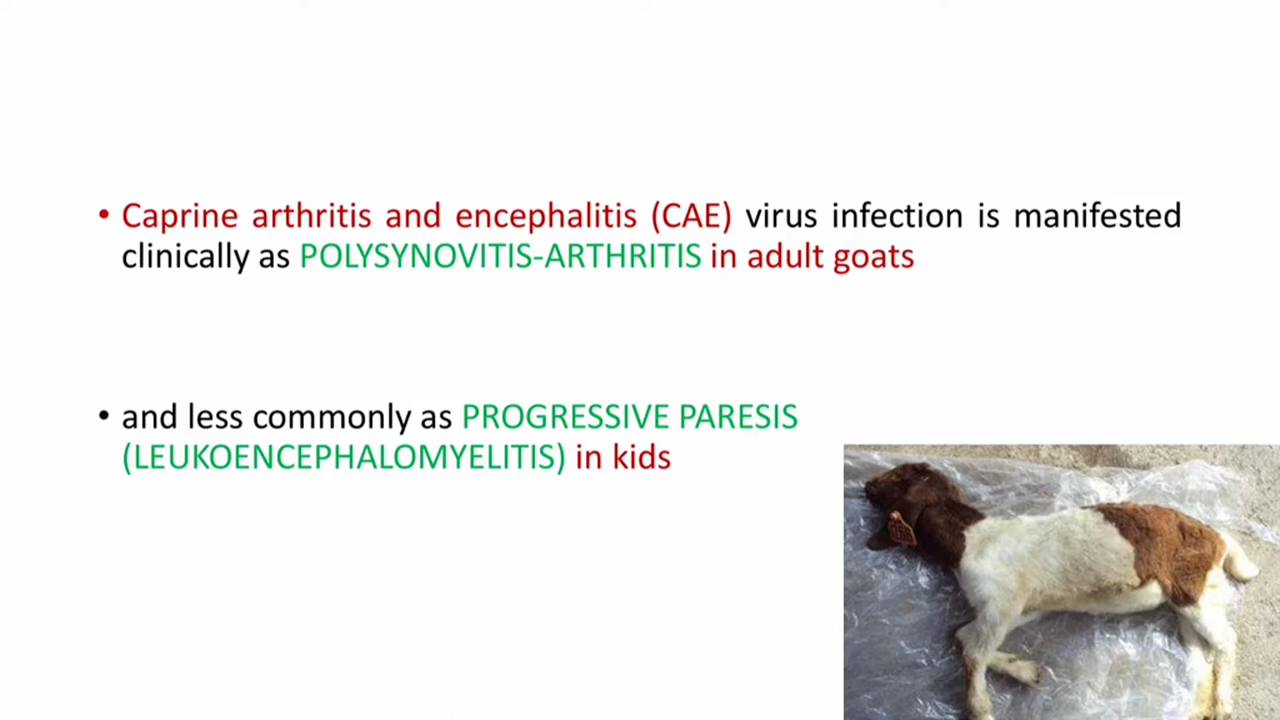 • Caprine arthritis and encephalitis (CAE) virus infection is manifested
clinically as POLYSYNOVITIS-ARTHRITIS in adult goats
• and less commonly as PROGRESSIVE PARESIS
(LEUKOENCEPHALOMYELITIS) in kids